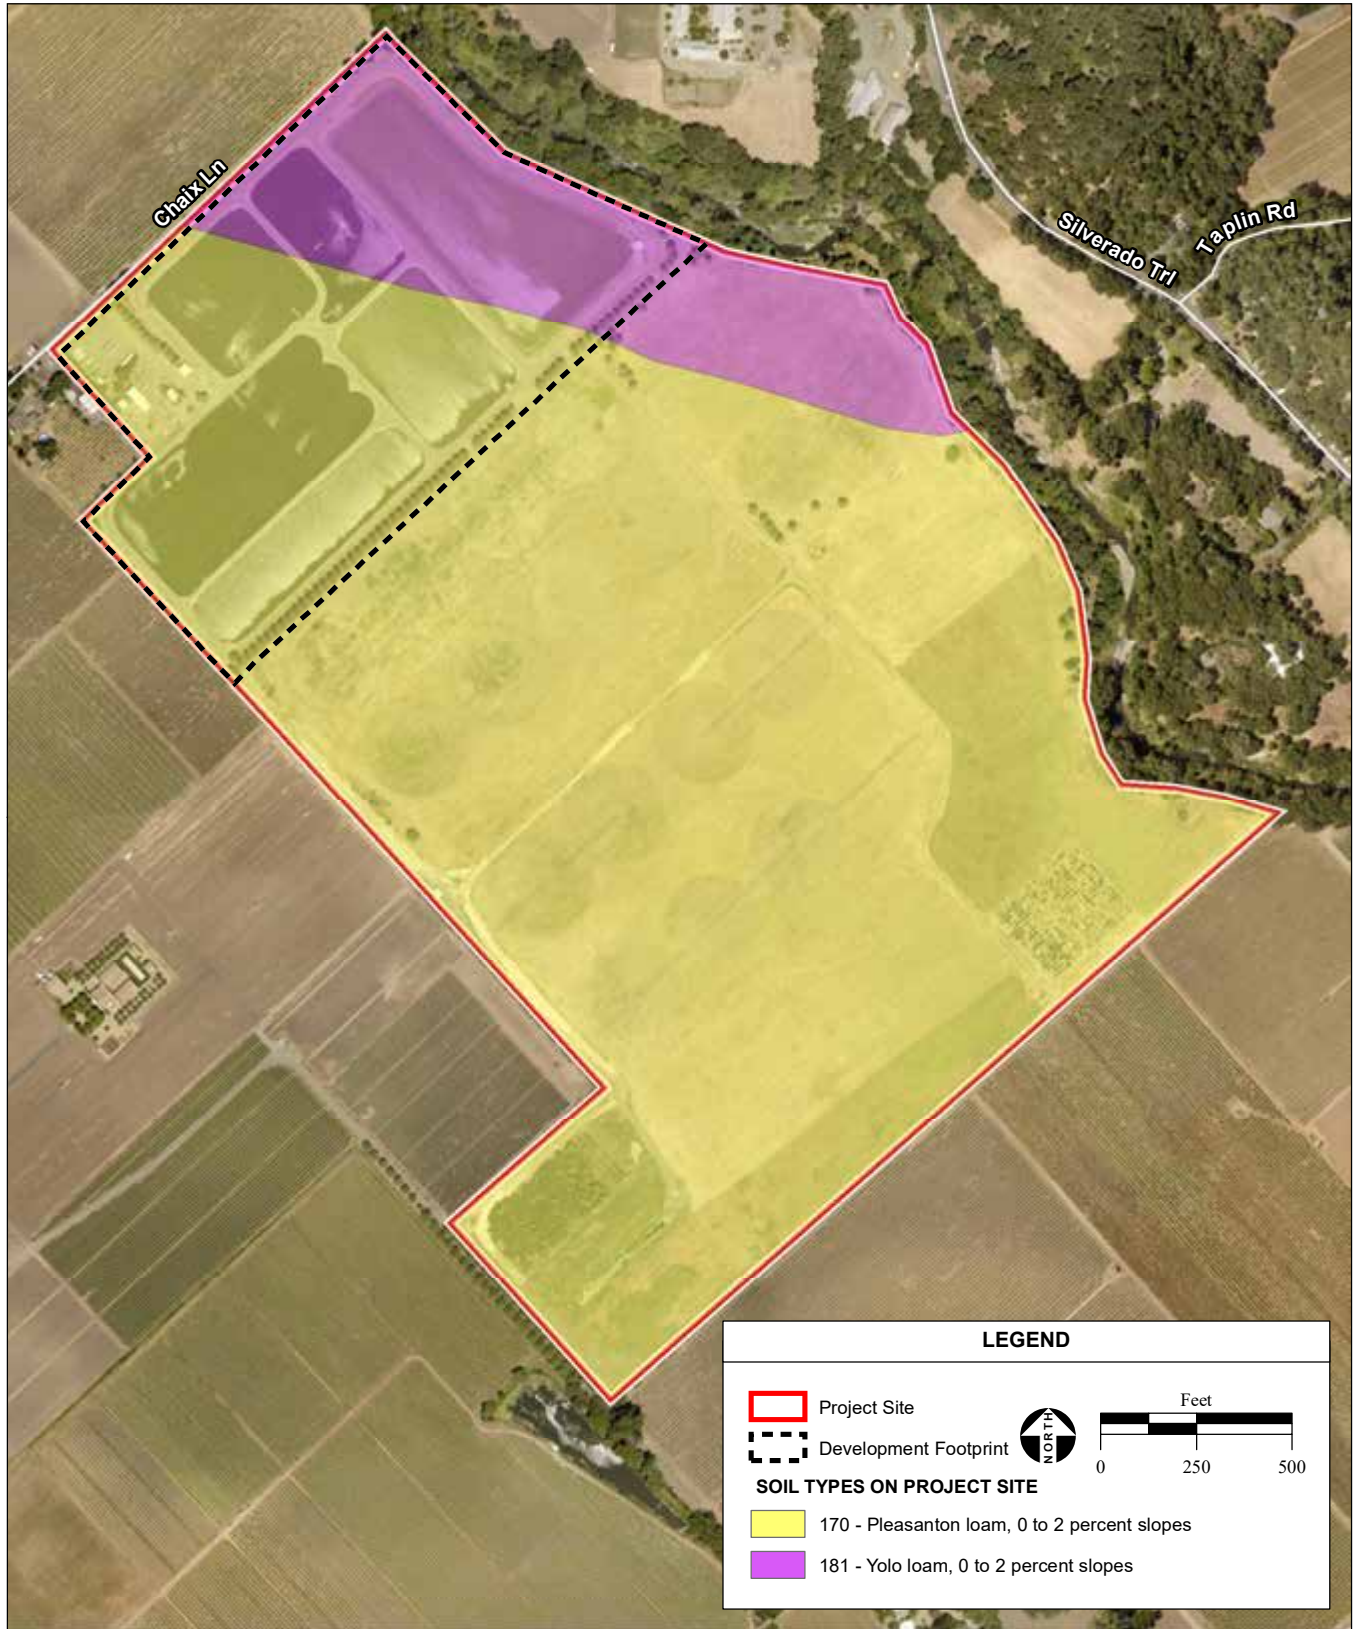 Chaix Ln
Silverado Trl
Taplin Rd
LEGEND
Project Site
Development Footprint
NORTH
Feet
0 250 500
SOIL TYPES ON PROJECT SITE
170 - Pleasanton loam, 0 to 2 percent slopes
181 - Yolo loam, 0 to 2 percent slopes